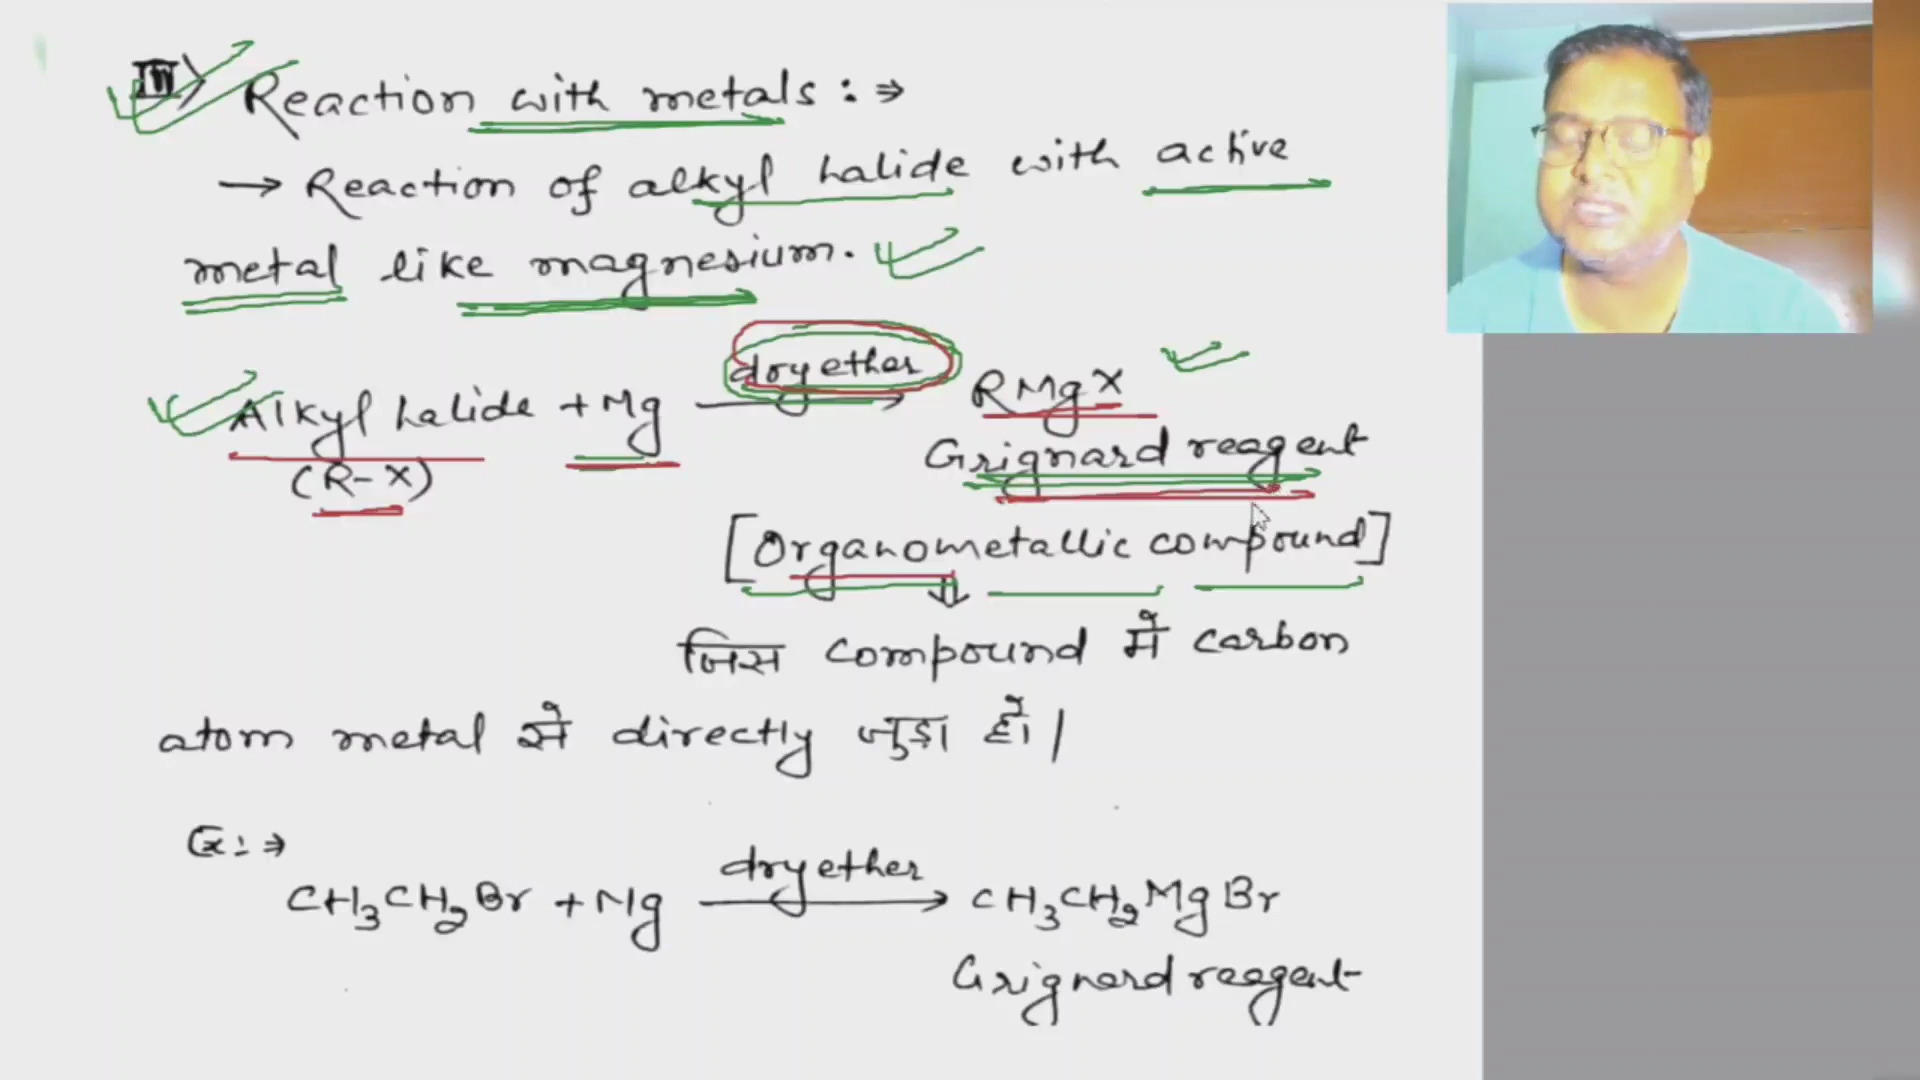 III) Reaction with metals : ⇒
→ Reaction of alkyl halide with active
metal like magnesium.
Alkyl halide + Mg dry ether → RMgX
(R-X) Grignard reagent
[Organometallic compound]
⇓
जिस compound में carbon
atom metal से directly जुड़ा हो।
Ex: ⇒
CH₃CH₂Br + Mg dry ether → CH₃CH₂MgBr
Grignard reagent